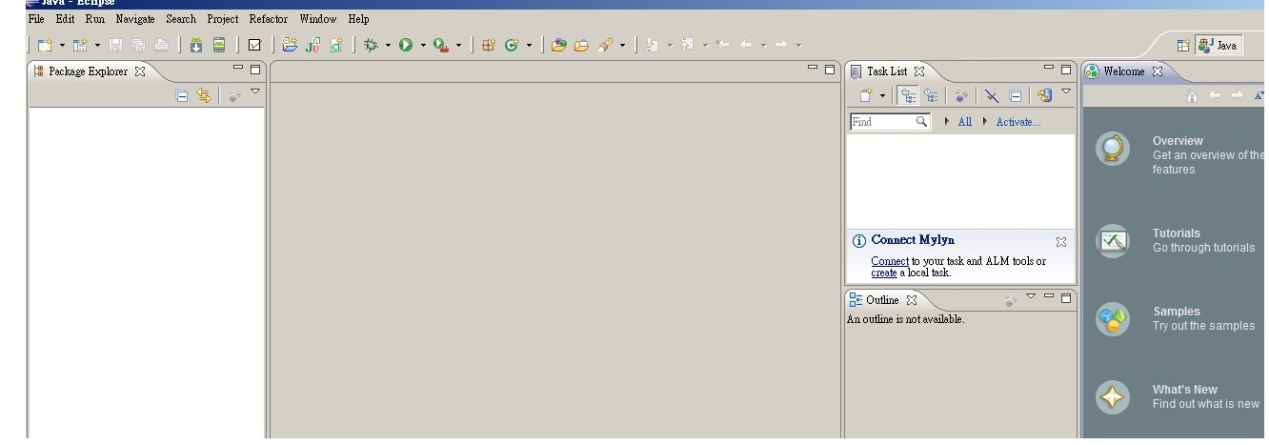 Java - Eclipse
File Edit Run Navigate Search Project Refactor Window Help
Java
Package Explorer
Task List
Welcome
Find
All
Activate...
Overview
Get an overview of the
features
Connect Mylyn
Connect to your task and ALM tools or
create a local task.
Tutorials
Go through tutorials
Outline
An outline is not available.
Samples
Try out the samples
What's New
Find out what is new